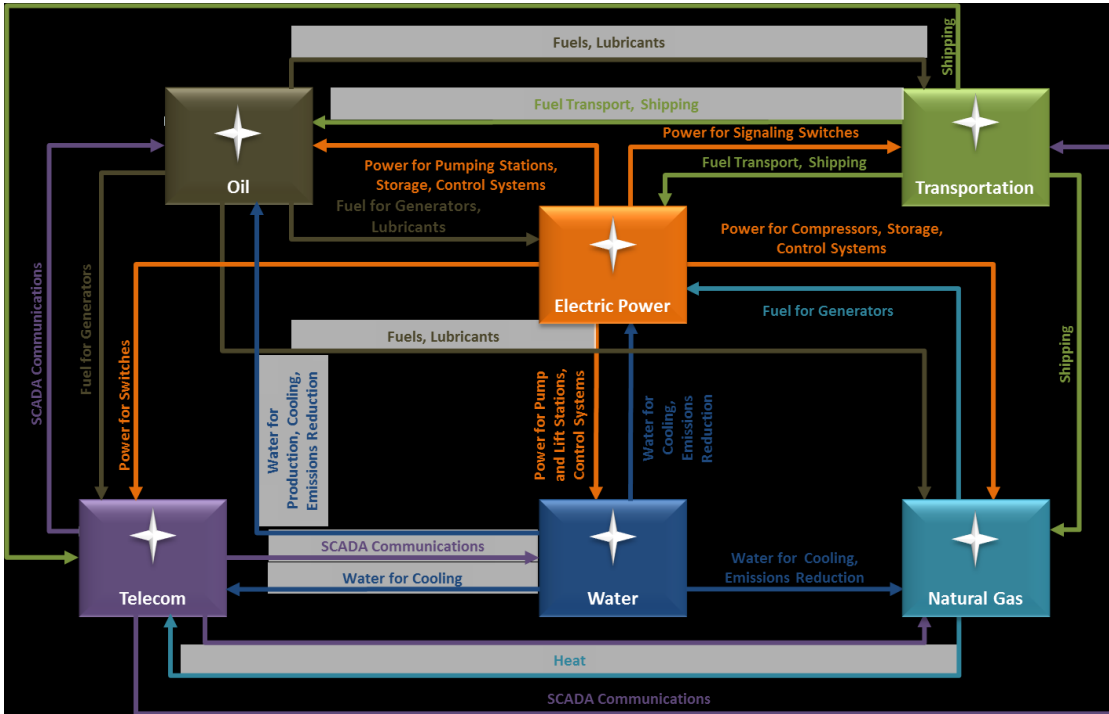 Fuels, Lubricants
Shipping
Fuel Transport, Shipping
Power for Signaling Switches
Fuel Transport, Shipping
Power for Pumping Stations,
Storage, Control Systems
Oil
Transportation
Fuel for Generators,
Lubricants
Power for Compressors, Storage,
Control Systems
Electric Power
Fuel for Generators
SCADA Communications
Fuel for Generators
Power for Switches
Fuels, Lubricants
Water for
Production, Cooling,
Emissions Reduction
Power for Pump
and Lift Stations,
Control Systems
Water for
Cooling,
Emissions
Reduction
Shipping
SCADA Communications
Water for Cooling
Water for Cooling,
Emissions Reduction
Telecom
Water
Natural Gas
Heat
SCADA Communications